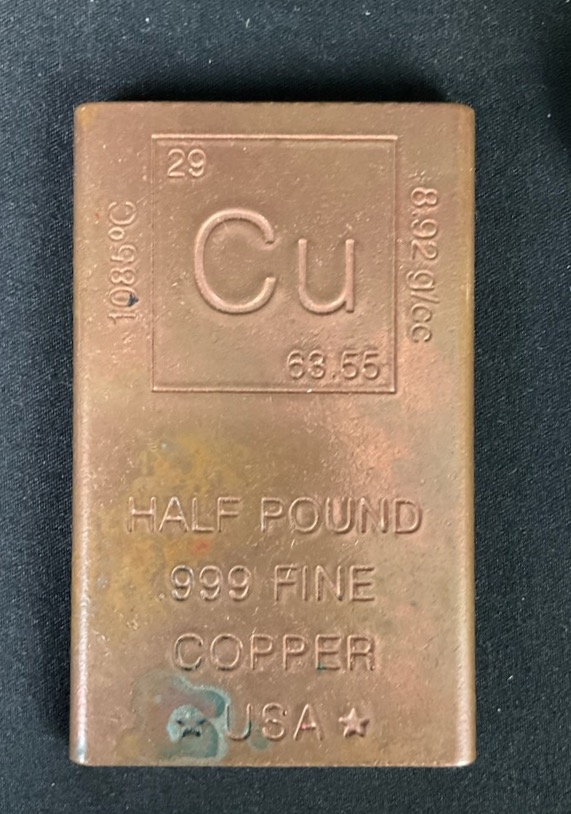 29
Cu
63.55
1085°C
8.92g/cc
HALF POUND
.999 FINE
COPPER
★ USA ★